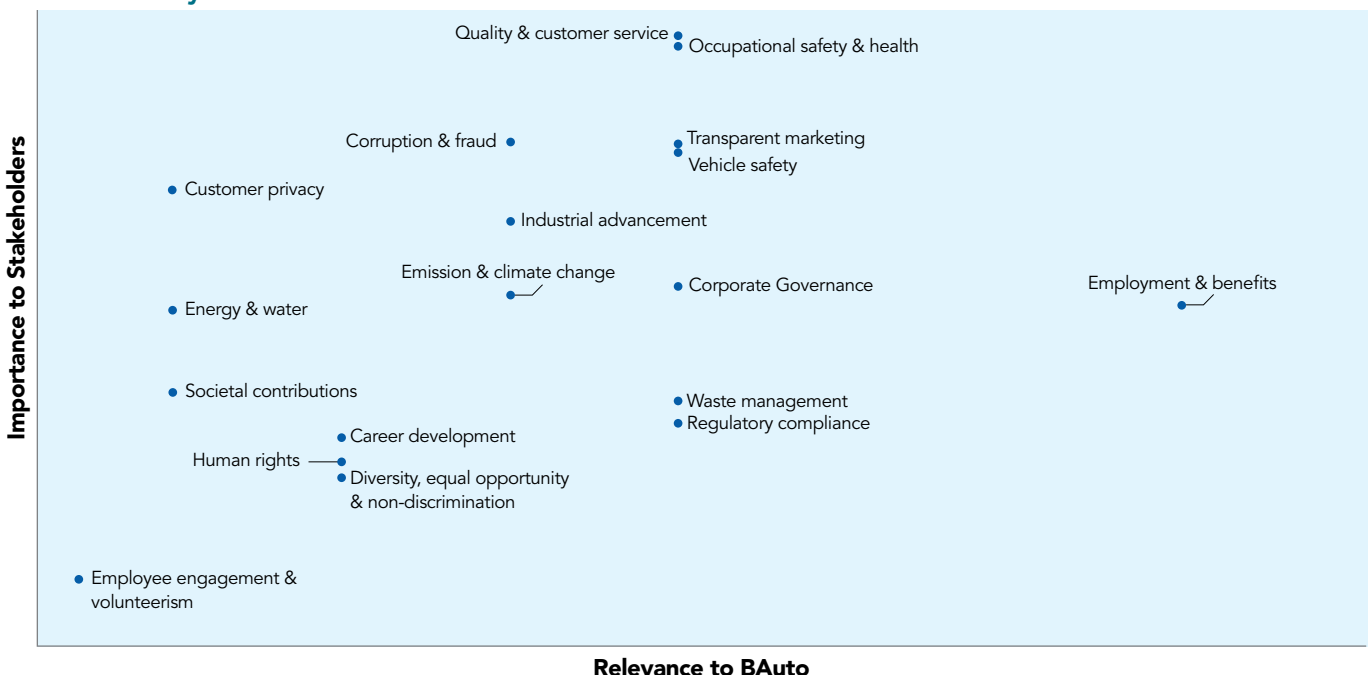 Quality & customer service
Occupational safety & health
Corruption & fraud
Transparent marketing
Vehicle safety
Customer privacy
Industrial advancement
Emission & climate change
Corporate Governance
Employment & benefits
Energy & water
Societal contributions
Waste management
Regulatory compliance
Career development
Human rights
Diversity, equal opportunity
& non-discrimination
Employee engagement &
volunteerism
Importance to Stakeholders
Relevance to BAuto